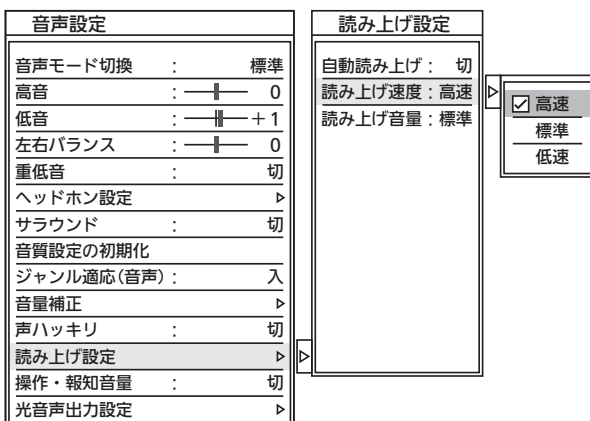 音声設定
音声モード切換 : 標準
高音 : 0
低音 : +1
左右バランス : 0
重低音 : 切
ヘッドホン設定
サラウンド : 切
音質設定の初期化
ジャンル適応(音声) : 入
音量補正
声ハッキリ : 切
読み上げ設定
操作・報知音量 : 切
光音声出力設定
読み上げ設定
自動読み上げ : 切
読み上げ速度 : 高速
読み上げ音量 : 標準
高速
標準
低速